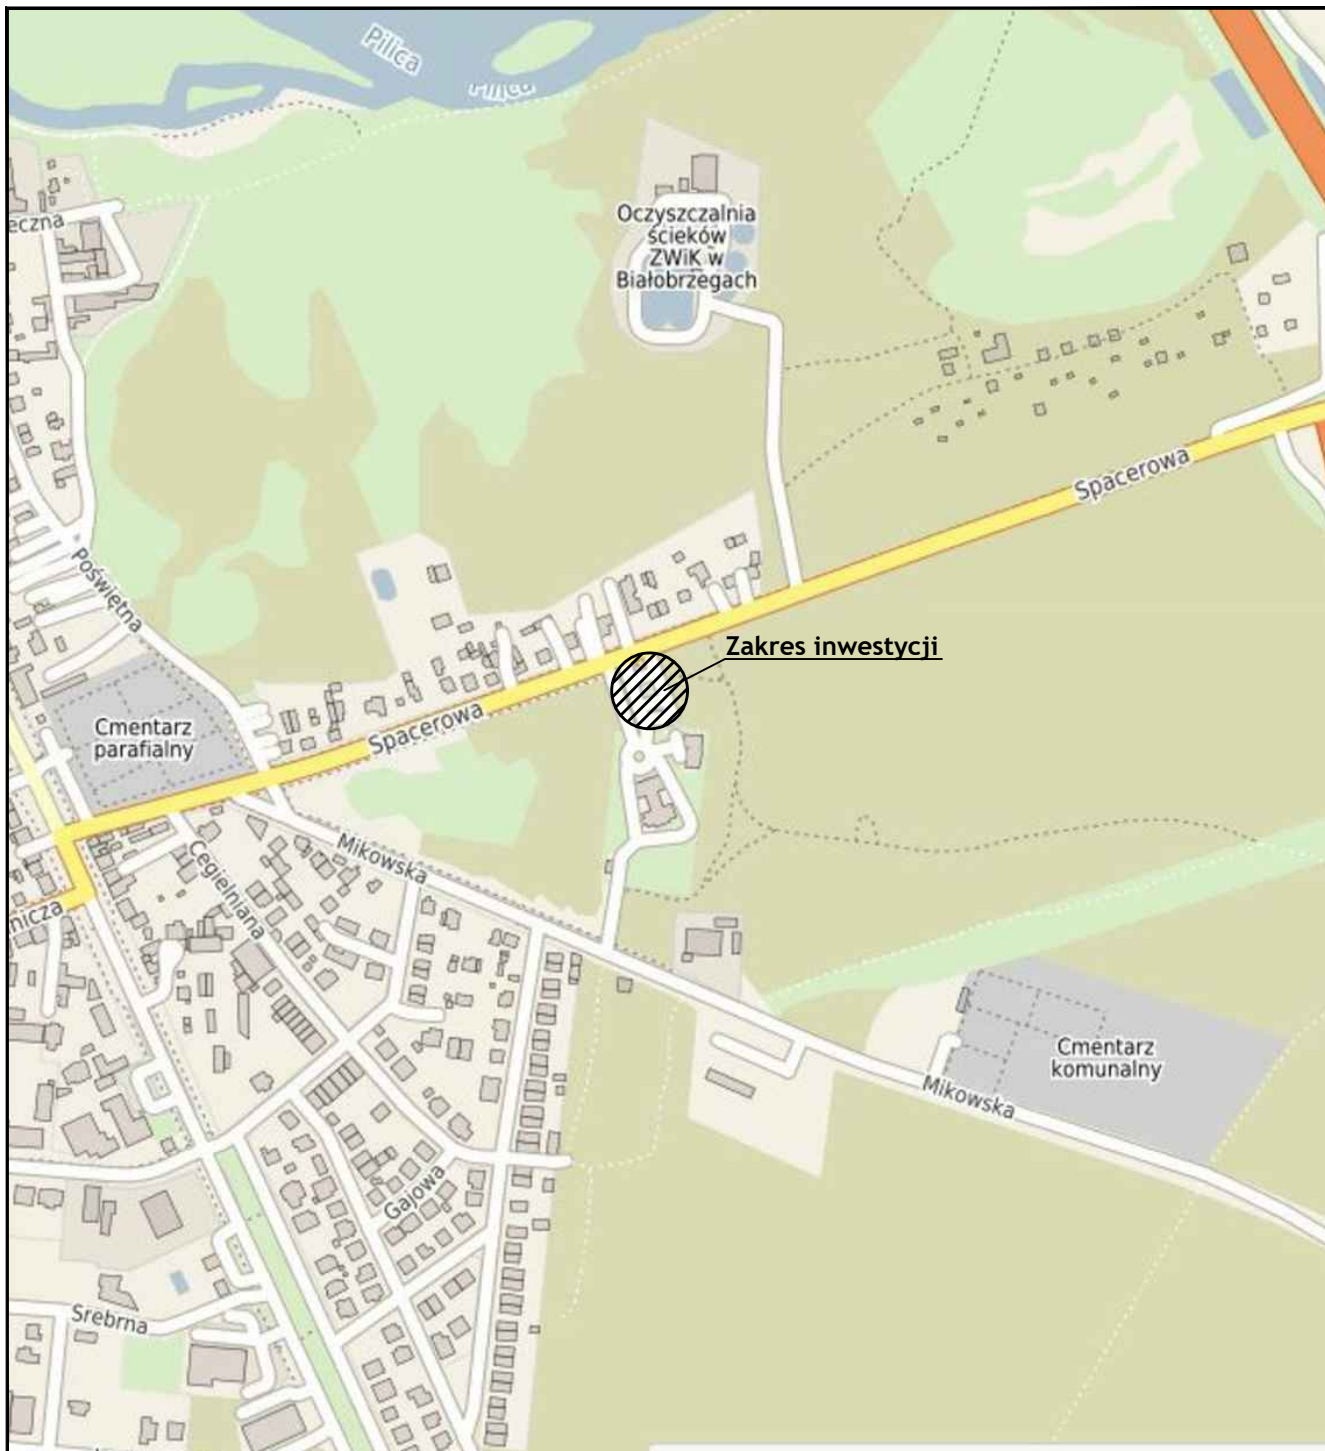 Pilica
Pilica
eczna
Oczyszczalnia
ścieków
ZWiK w
Białobrzegach
Spacerowa
Poświętna
Zakres inwestycji
Cmentarz
parafialny
Spacerowa
Mikowska
Cegielniana
nicza
Cmentarz
komunalny
Mikowska
Gajowa
Srebrna